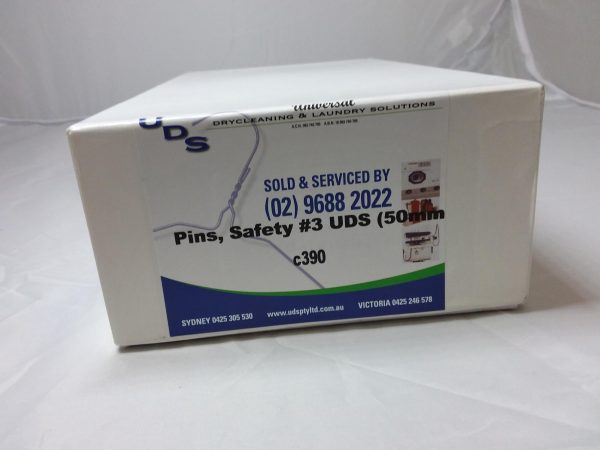 UDS
Universal
DRYCLEANING & LAUNDRY SOLUTIONS
SOLD & SERVICED BY
(02) 9688 2022
Pins, Safety #3 UDS (50mm
c390
SYDNEY 0425 305 530 www.udsptyltd.com.au VICTORIA 0425 246 578